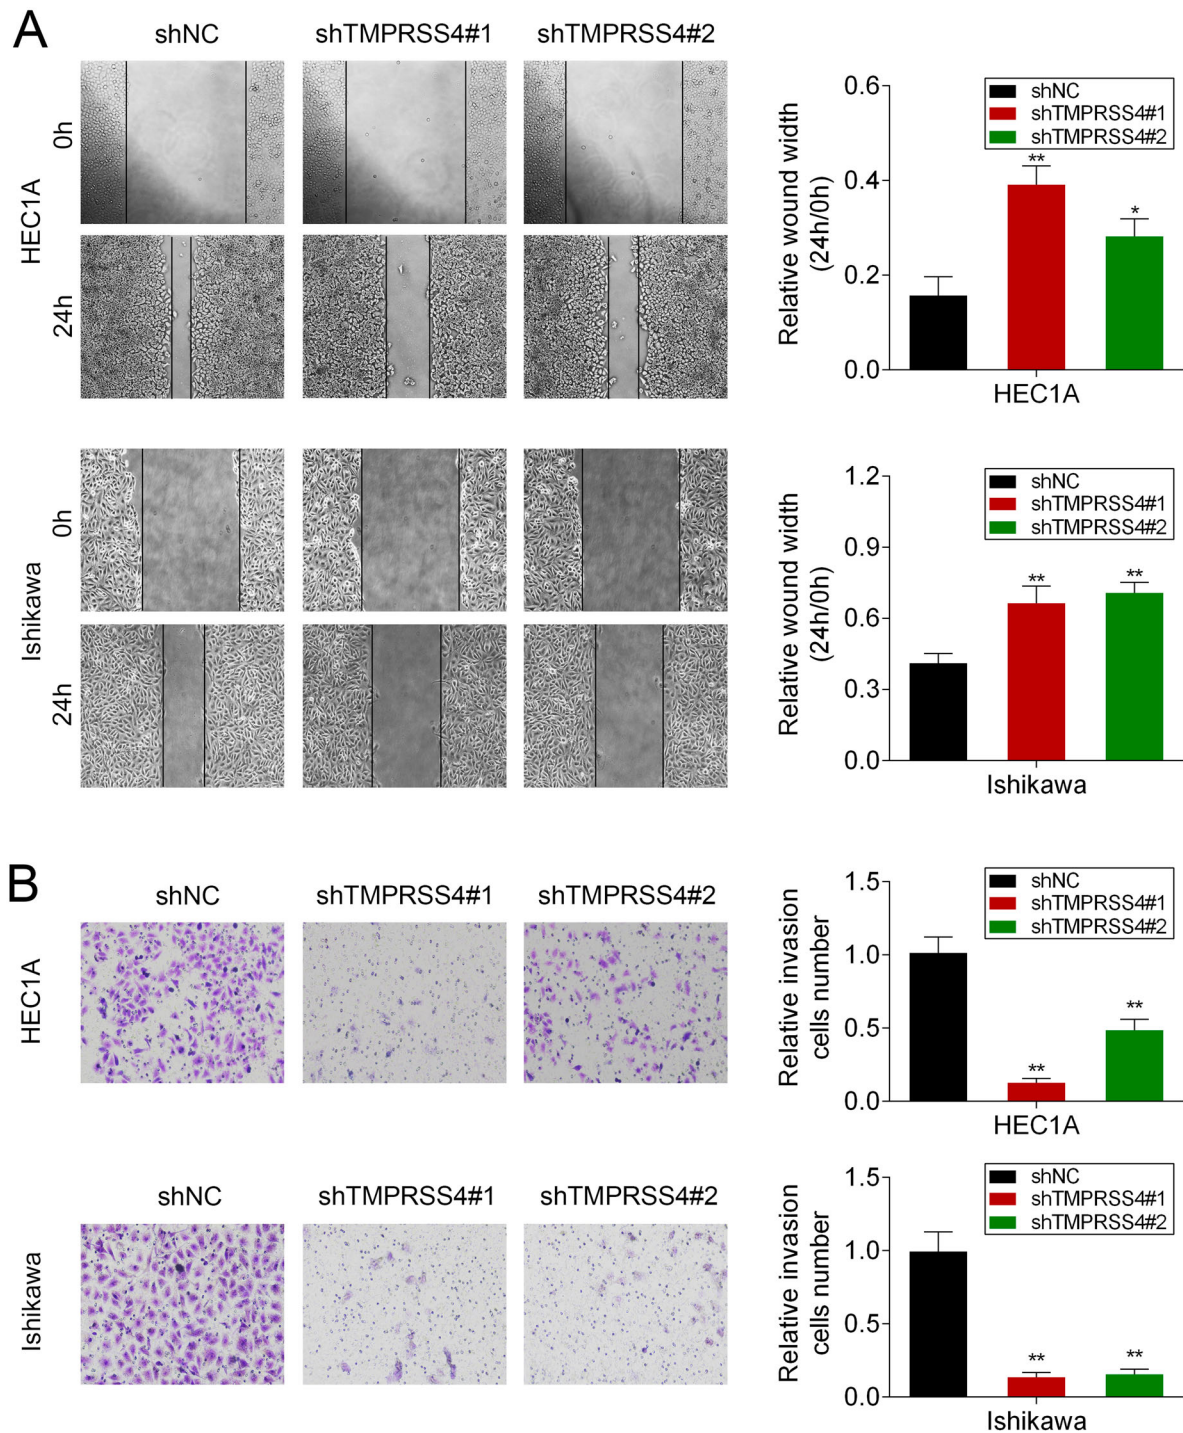 A
shNC shTMPRSS4#1 shTMPRSS4#2
HEC1A
0h
24h
Relative wound width
(24h/0h)
0.6
0.4
0.2
0.0
shNC
shTMPRSS4#1
shTMPRSS4#2
**
*
HEC1A
Ishikawa
0h
24h
Relative wound width
(24h/0h)
1.2
0.9
0.6
0.3
0.0
shNC
shTMPRSS4#1
shTMPRSS4#2
** **
Ishikawa
B
shNC shTMPRSS4#1 shTMPRSS4#2
HEC1A
Relative invasion
cells number
1.5
1.0
0.5
0.0
shNC
shTMPRSS4#1
shTMPRSS4#2
**
**
HEC1A
shNC shTMPRSS4#1 shTMPRSS4#2
Ishikawa
Relative invasion
cells number
1.5
1.0
0.5
0.0
shNC
shTMPRSS4#1
shTMPRSS4#2
** **
Ishikawa